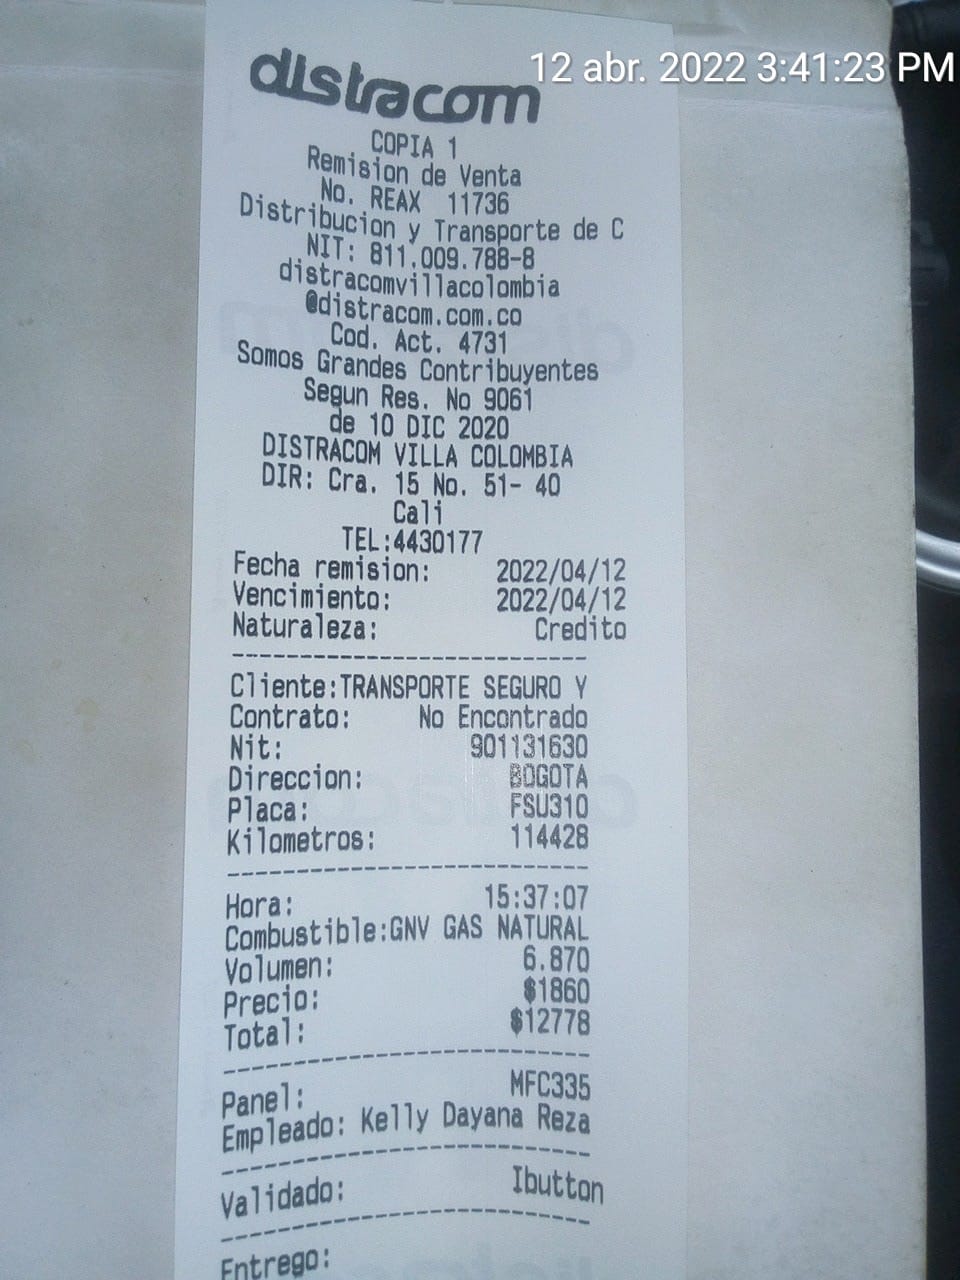 12 abr. 2022 3:41:23 PM
distracom
COPIA 1
Remision de Venta
No. REAX 11736
Distribucion y Transporte de C
NIT: 811.009.788-8
distracomvillacolombia
@distracom.com.co
Cod. Act. 4731
Somos Grandes Contribuyentes
Segun Res. No 9061
de 10 DIC 2020
DISTRACOM VILLA COLOMBIA
DIR: Cra. 15 No. 51- 40
Cali
TEL:4430177
Fecha remision: 2022/04/12
Vencimiento: 2022/04/12
Naturaleza: Credito
------------------------------
Cliente:TRANSPORTE SEGURO Y
Contrato: No Encontrado
Nit: 901131630
Direccion: BOGOTA
Placa: FSU310
Kilometros: 114428
------------------------------
Hora: 15:37:07
Combustible:GNV GAS NATURAL
Volumen: 6.870
Precio: $1860
Total: $12778
------------------------------
Panel: MFC335
Empleado: Kelly Dayana Reza
------------------------------
Validado: Ibutton
------------------------------
Entrego: